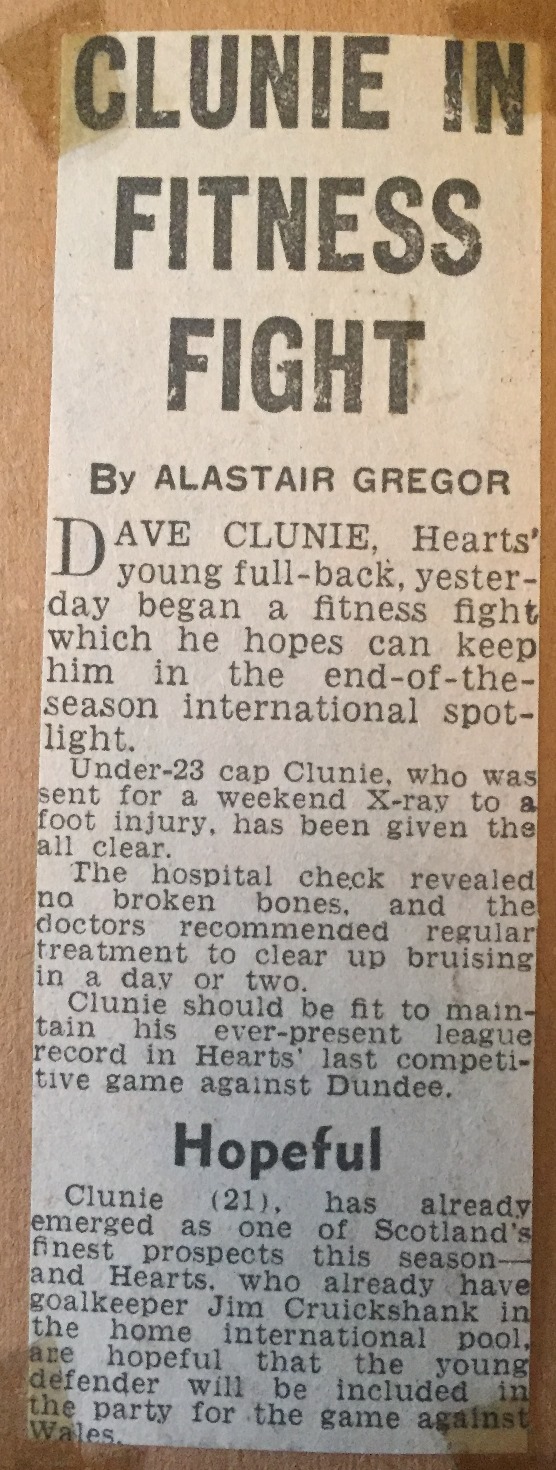 CLUNIE IN
FITNESS
FIGHT
By ALASTAIR GREGOR
DAVE CLUNIE, Hearts'
young full-back, yester-
day began a fitness fight
which he hopes can keep
him in the end-of-the-
season international spot-
light.
Under-23 cap Clunie, who was
sent for a weekend X-ray to a
foot injury, has been given the
all clear.
The hospital check revealed
no broken bones, and the
doctors recommended regular
treatment to clear up bruising
in a day or two.
Clunie should be fit to main-
tain his ever-present league
record in Hearts' last competi-
tive game against Dundee.
Hopeful
Clunie (21), has already
emerged as one of Scotland's
finest prospects this season—
and Hearts, who already have
goalkeeper Jim Cruickshank in
the home international pool,
are hopeful that the young
defender will be included in
the party for the game against
Wales.